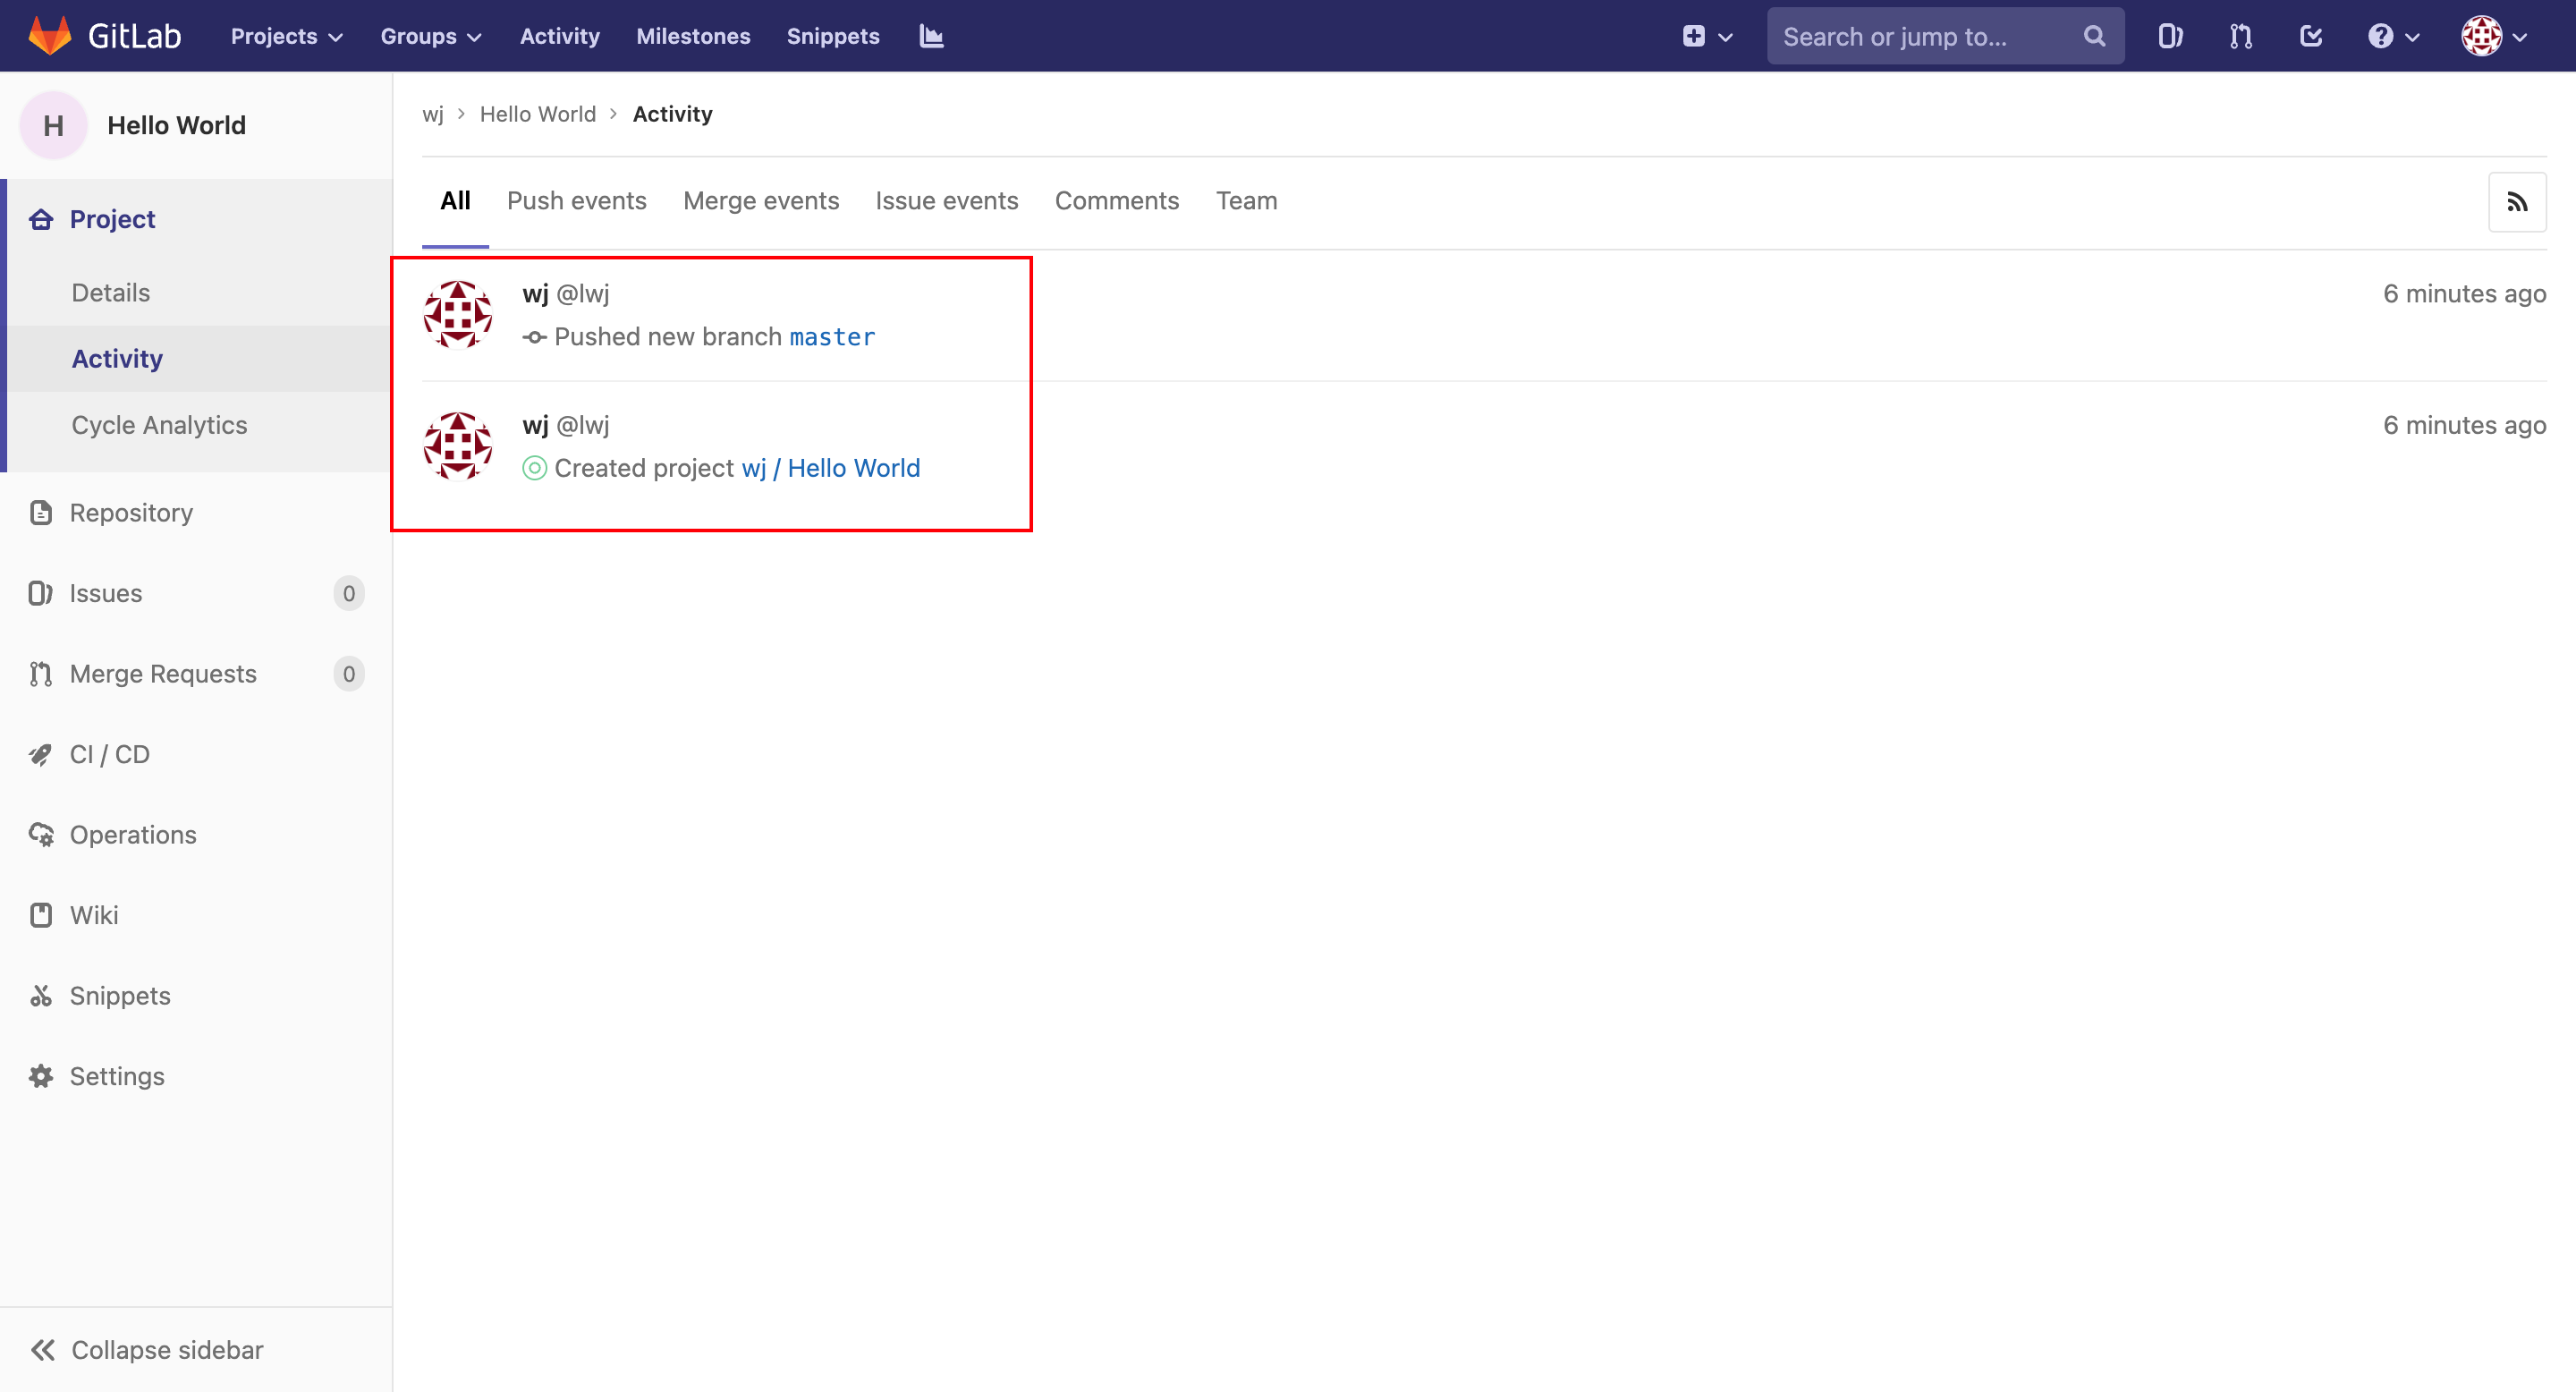 GitLab Projects Groups Activity Milestones Snippets Search or jump to...
H Hello World
Project
Details
Activity
Cycle Analytics
Repository
Issues 0
Merge Requests 0
CI / CD
Operations
Wiki
Snippets
Settings
Collapse sidebar
wj > Hello World > Activity
All Push events Merge events Issue events Comments Team
wj @lwj 6 minutes ago
Pushed new branch master
wj @lwj 6 minutes ago
Created project wj / Hello World